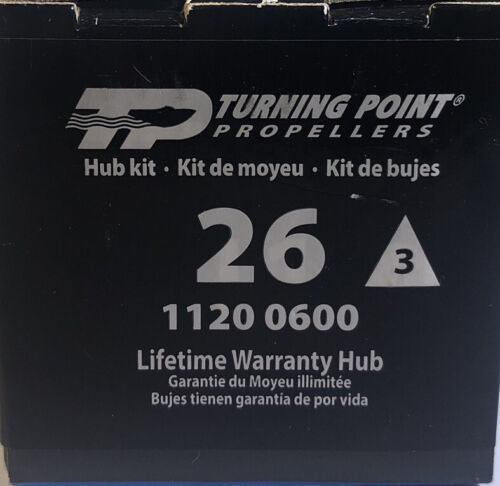 TP TURNING POINT®
PROPELLERS
Hub kit · Kit de moyeu · Kit de bujes
26
3
1120 0600
Lifetime Warranty Hub
Garantie du Moyeu illimitée
Bujes tienen garantía de por vida